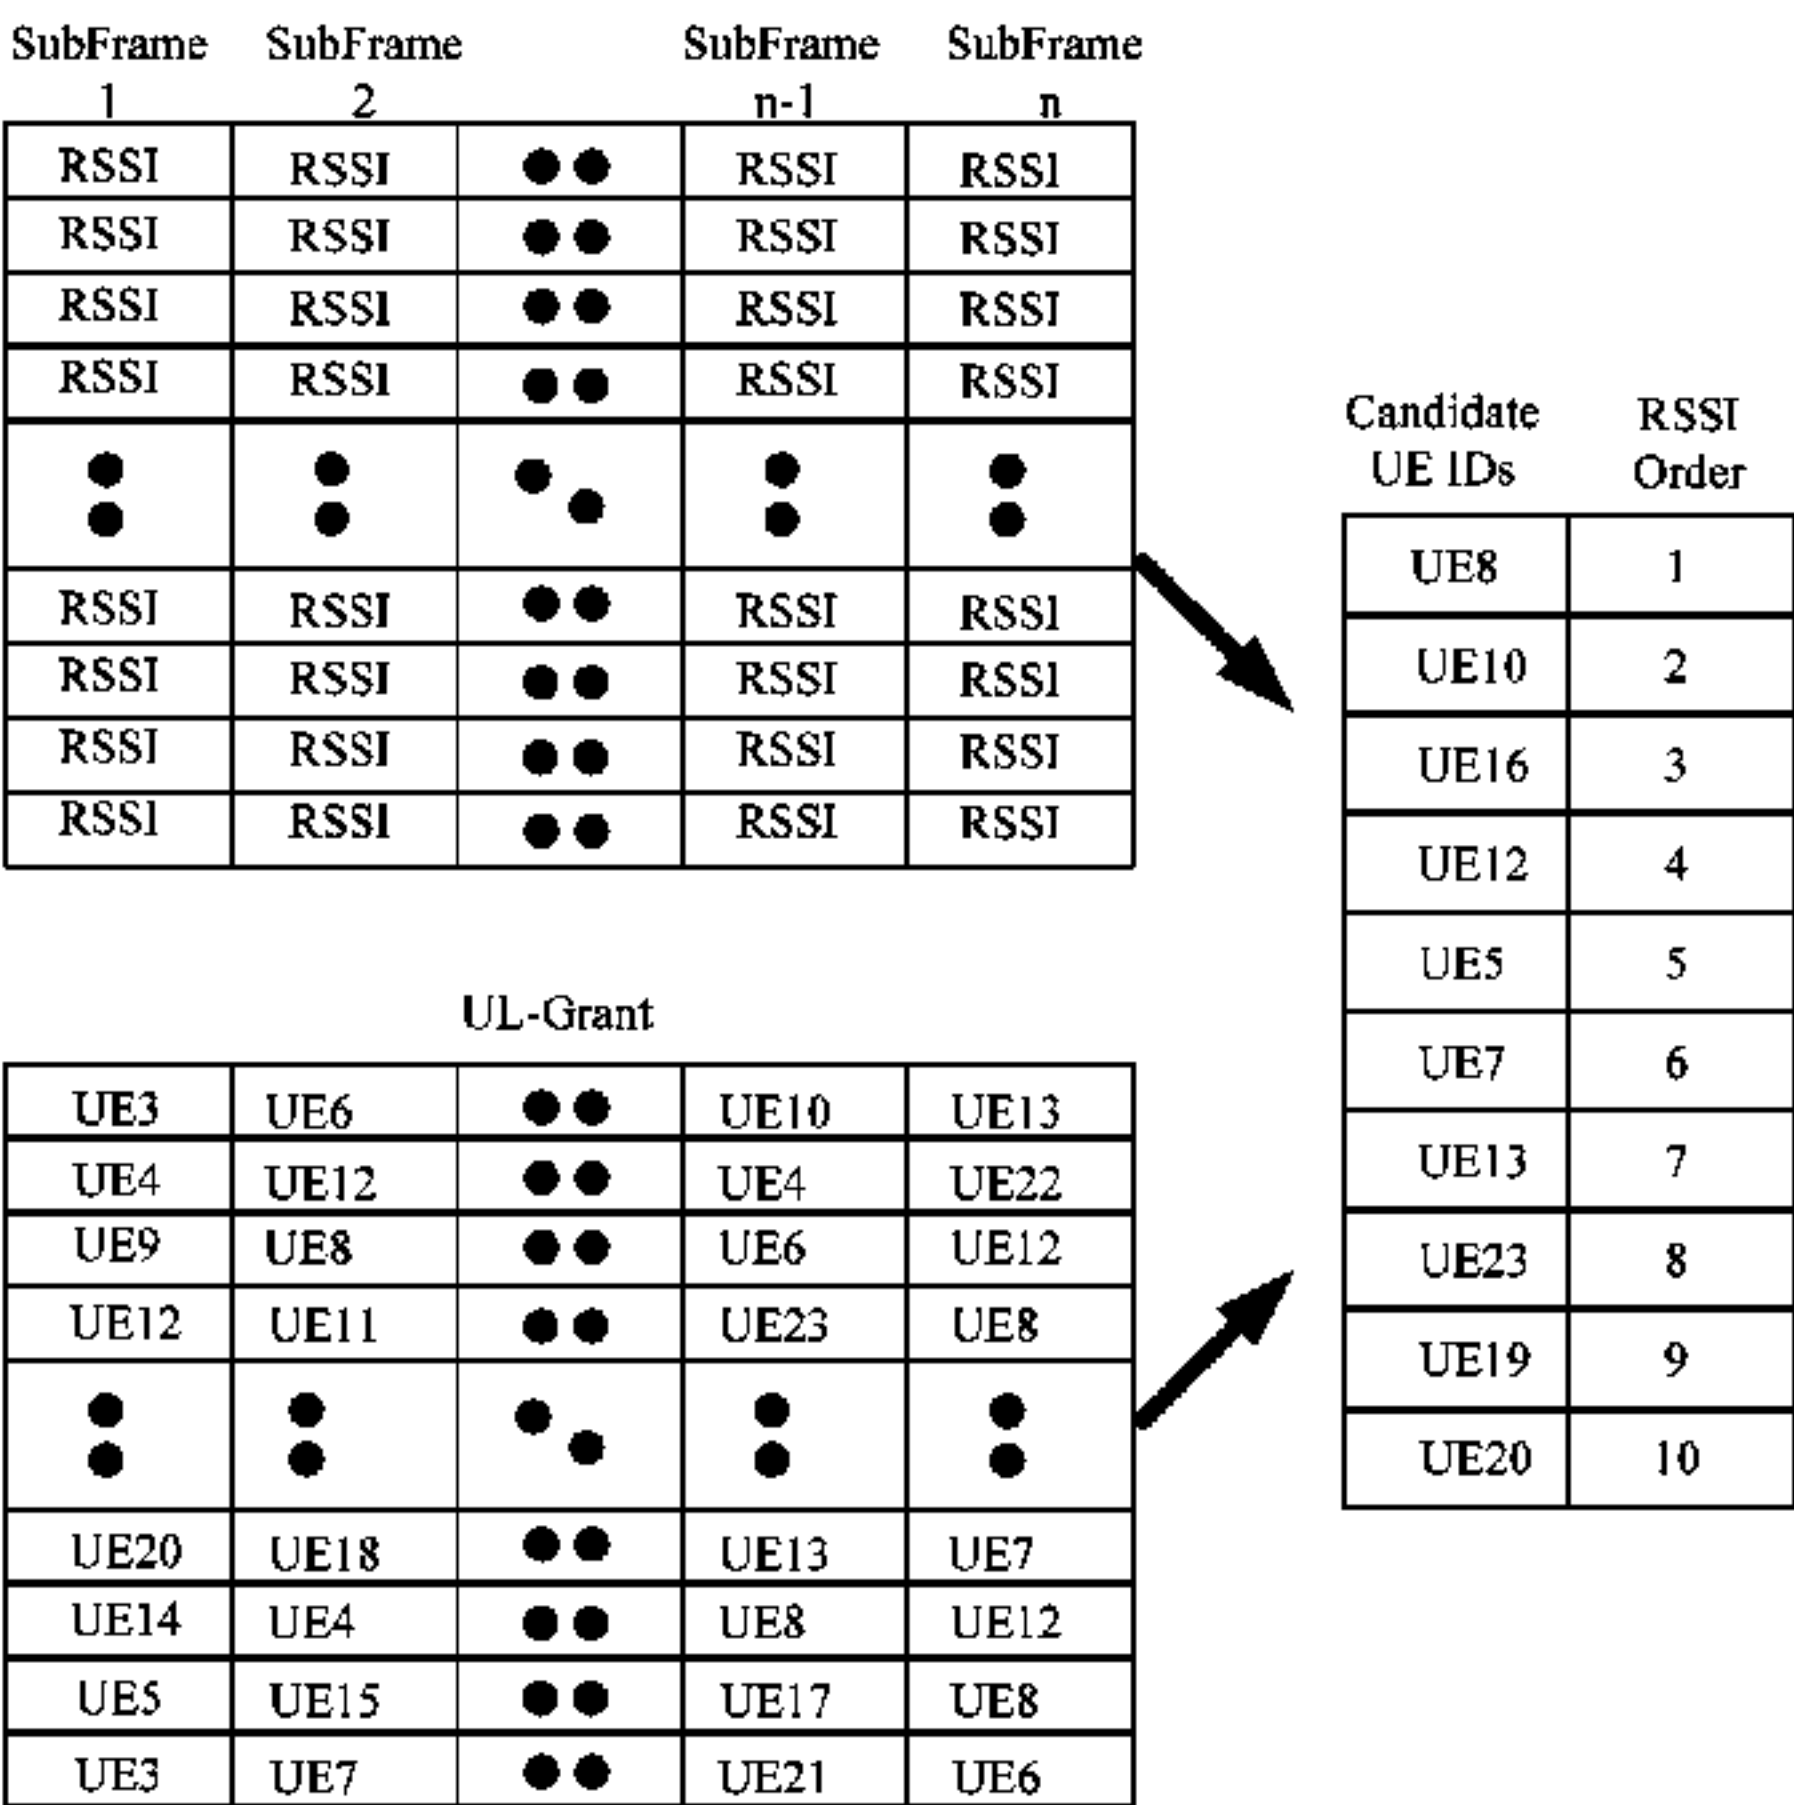 SubFrame 1 SubFrame 2 SubFrame n-1 SubFrame n
RSSI RSSI RSSI RSSI
RSSI RSSI RSSI RSSI
RSSI RSSI RSSI RSSI
RSSI RSSI RSSI RSSI
RSSI RSSI RSSI RSSI
RSSI RSSI RSSI RSSI
RSSI RSSI RSSI RSSI
RSSI RSSI RSSI RSSI
UL-Grant
UE3 UE6 UE10 UE13
UE4 UE12 UE4 UE22
UE9 UE8 UE6 UE12
UE12 UE11 UE23 UE8
UE20 UE18 UE13 UE7
UE14 UE4 UE8 UE12
UE5 UE15 UE17 UE8
UE3 UE7 UE21 UE6
Candidate UE IDs RSSI Order
UE8 1
UE10 2
UE16 3
UE12 4
UE5 5
UE7 6
UE13 7
UE23 8
UE19 9
UE20 10